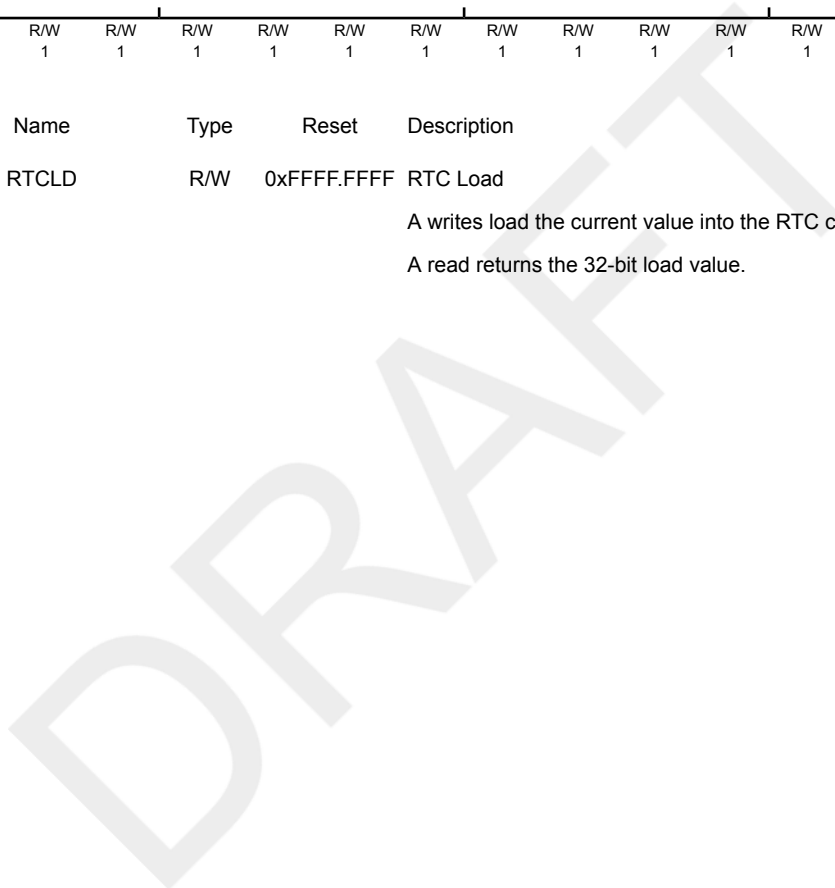 R/W R/W R/W R/W R/W R/W R/W R/W R/W R/W R/W
1 1 1 1 1 1 1 1 1 1 1
Name Type Reset Description
RTCLD R/W 0xFFFF.FFFF RTC Load
A writes load the current value into the RTC c
A read returns the 32-bit load value.
DRAFT